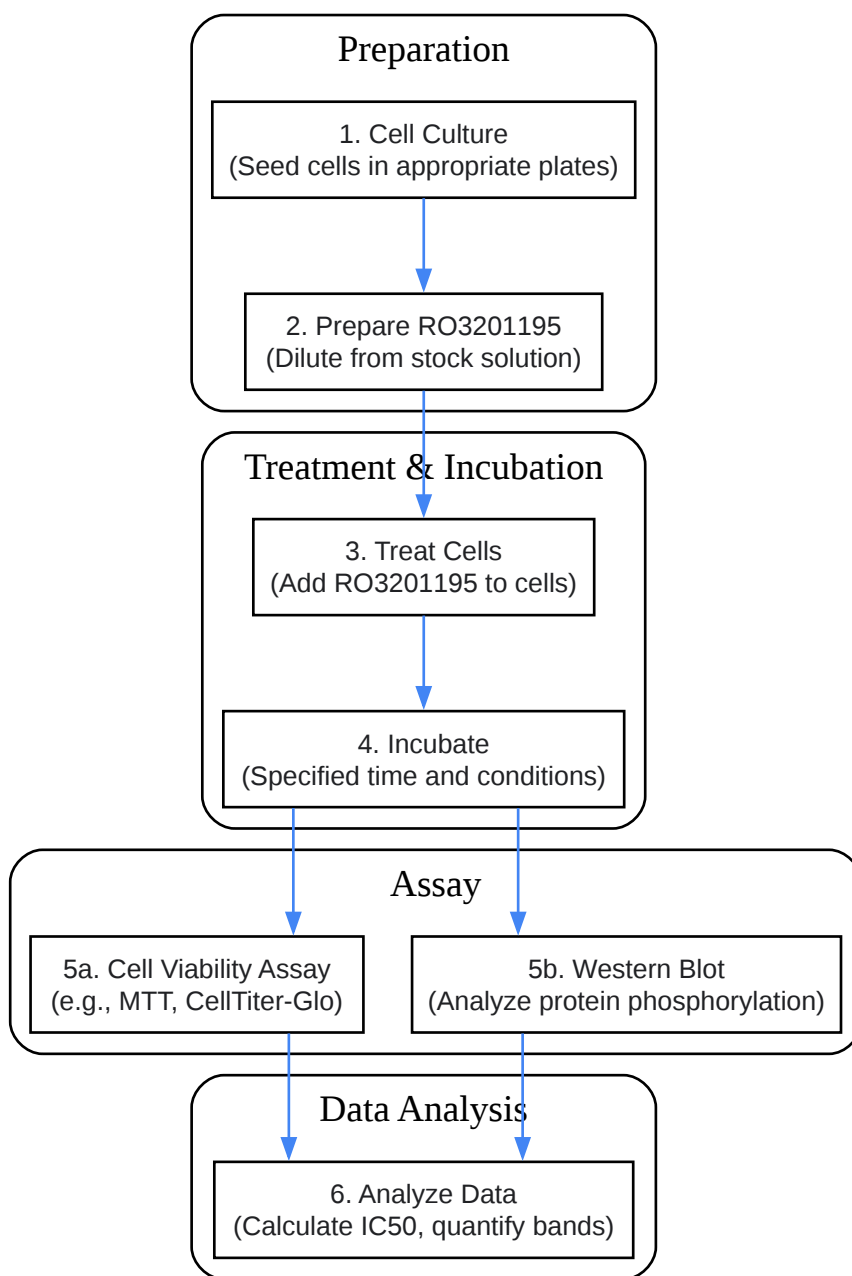 Preparation
1. Cell Culture
(Seed cells in appropriate plates)
2. Prepare RO3201195
(Dilute from stock solution)
Treatment & Incubation
3. Treat Cells
(Add RO3201195 to cells)
4. Incubate
(Specified time and conditions)
Assay
5a. Cell Viability Assay
(e.g., MTT, CellTiter-Glo)
5b. Western Blot
(Analyze protein phosphorylation)
Data Analysis
6. Analyze Data
(Calculate IC50, quantify bands)